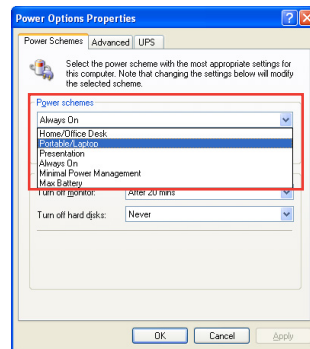 Power Options Properties
Power Schemes Advanced UPS
Select the power scheme with the most appropriate settings for
this computer. Note that changing the settings below will modify
the selected scheme.
Power schemes
Always On
Home/Office Desk
Portable/Laptop
Presentation
Always On
Minimal Power Management
Max Battery
Turn off monitor: After 20 mins
Turn off hard disks: Never
OK Cancel Apply